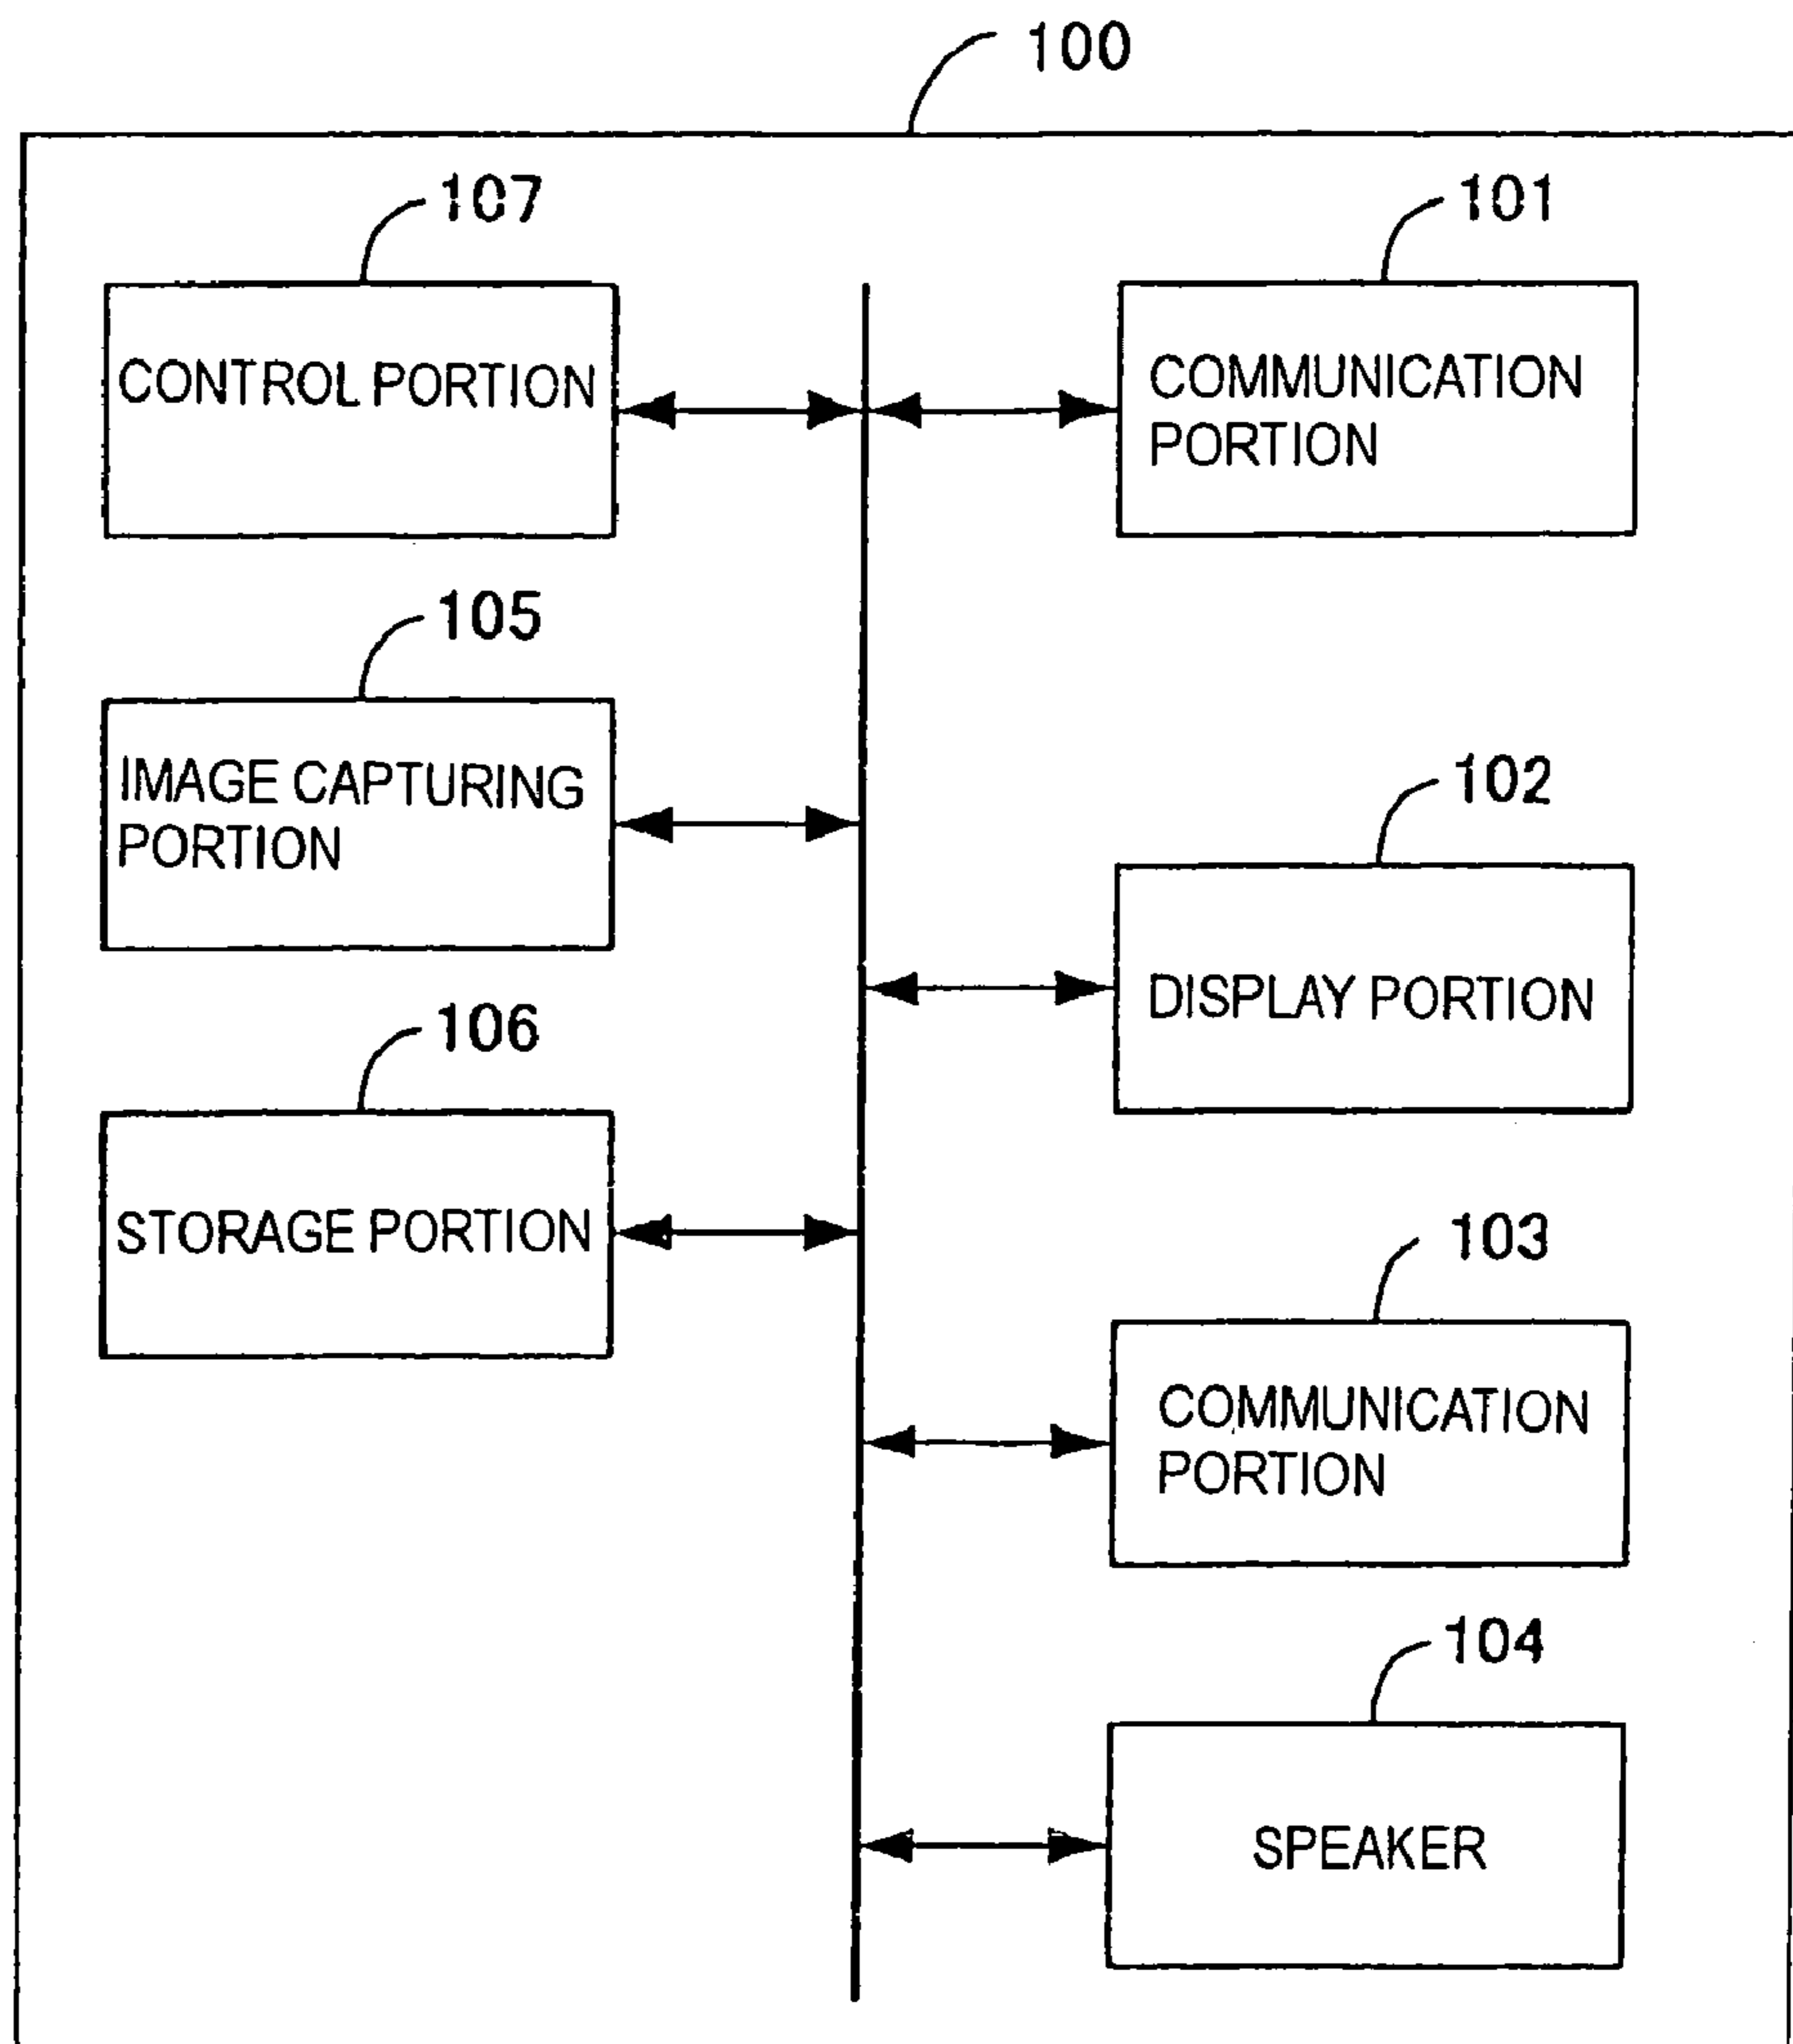 100
107
101
CONTROL PORTION
COMMUNICATION
PORTION
105
IMAGE CAPTURING
PORTION
102
DISPLAY PORTION
106
STORAGE PORTION
103
COMMUNICATION
PORTION
104
SPEAKER